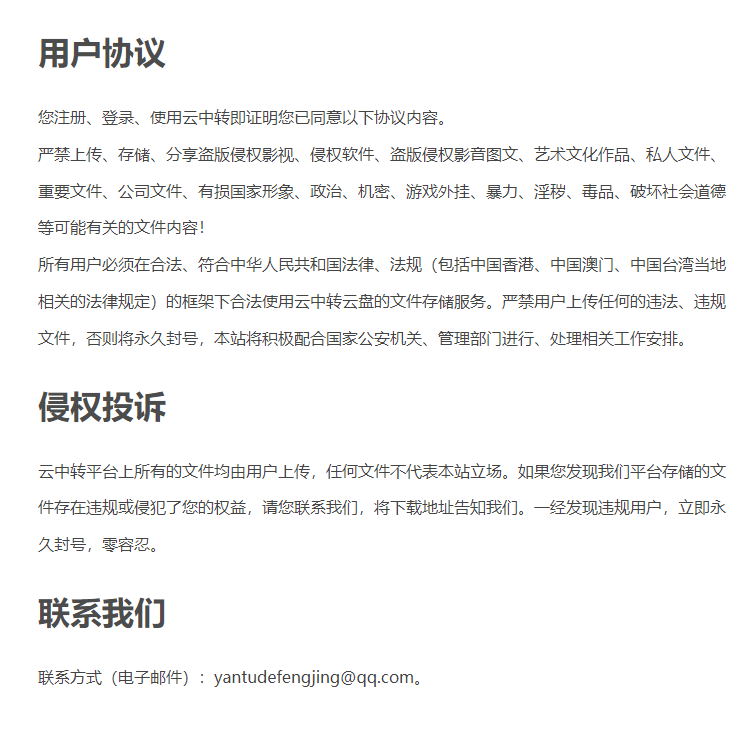 用户协议
您注册、登录、使用云中转即证明您已同意以下协议内容。
严禁上传、存储、分享盗版侵权影视、侵权软件、盗版侵权影音图文、艺术文化作品、私人文件、
重要文件、公司文件、有损国家形象、政治、机密、游戏外挂、暴力、淫秽、毒品、破坏社会道德
等可能有关的文件内容！
所有用户必须在合法、符合中华人民共和国法律、法规（包括中国香港、中国澳门、中国台湾当地
相关的法律规定）的框架下合法使用云中转云盘的文件存储服务。严禁用户上传任何的违法、违规
文件，否则将永久封号，本站将积极配合国家公安机关、管理部门进行、处理相关工作安排。
侵权投诉
云中转平台上所有的文件均由用户上传，任何文件不代表本站立场。如果您发现我们平台存储的文
件存在违规或侵犯了您的权益，请您联系我们，将下载地址告知我们。一经发现违规用户，立即永
久封号，零容忍。
联系我们
联系方式（电子邮件）：yantudefengjing@qq.com。